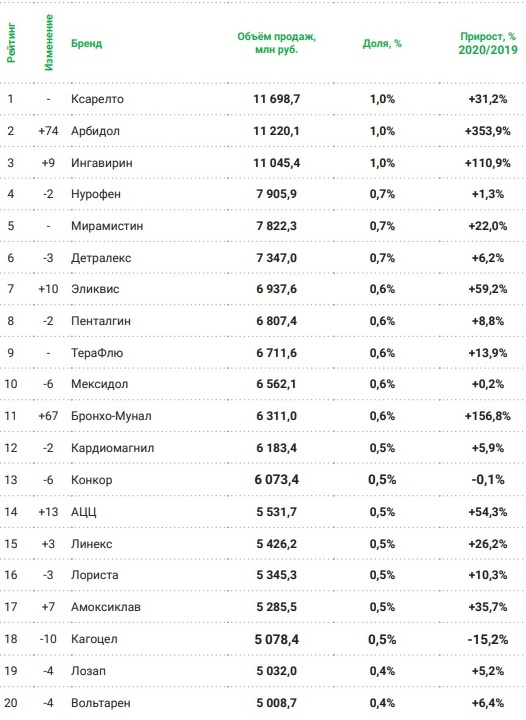 Рейтинг Изменение Бренд Объём продаж, млн руб. Доля, % Прирост, % 2020/2019
1 - Ксарелто 11 698,7 1,0% +31,2%
2 +74 Арбидол 11 220,1 1,0% +353,9%
3 +9 Ингавирин 11 045,4 1,0% +110,9%
4 -2 Нурофен 7 905,9 0,7% +1,3%
5 - Мирамистин 7 822,3 0,7% +22,0%
6 -3 Детралекс 7 347,0 0,7% +6,2%
7 +10 Эликвис 6 937,6 0,6% +59,2%
8 -2 Пенталгин 6 807,4 0,6% +8,8%
9 - ТераФлю 6 711,6 0,6% +13,9%
10 -6 Мексидол 6 562,1 0,6% +0,2%
11 +67 Бронхо-Мунал 6 311,0 0,6% +156,8%
12 -2 Кардиомагнил 6 183,4 0,5% +5,9%
13 -6 Конкор 6 073,4 0,5% -0,1%
14 +13 АЦЦ 5 531,7 0,5% +54,3%
15 +3 Линекс 5 426,2 0,5% +26,2%
16 -3 Лориста 5 345,3 0,5% +10,3%
17 +7 Амоксиклав 5 285,5 0,5% +35,7%
18 -10 Кагоцел 5 078,4 0,5% -15,2%
19 -4 Лозап 5 032,0 0,4% +5,2%
20 -4 Вольтарен 5 008,7 0,4% +6,4%